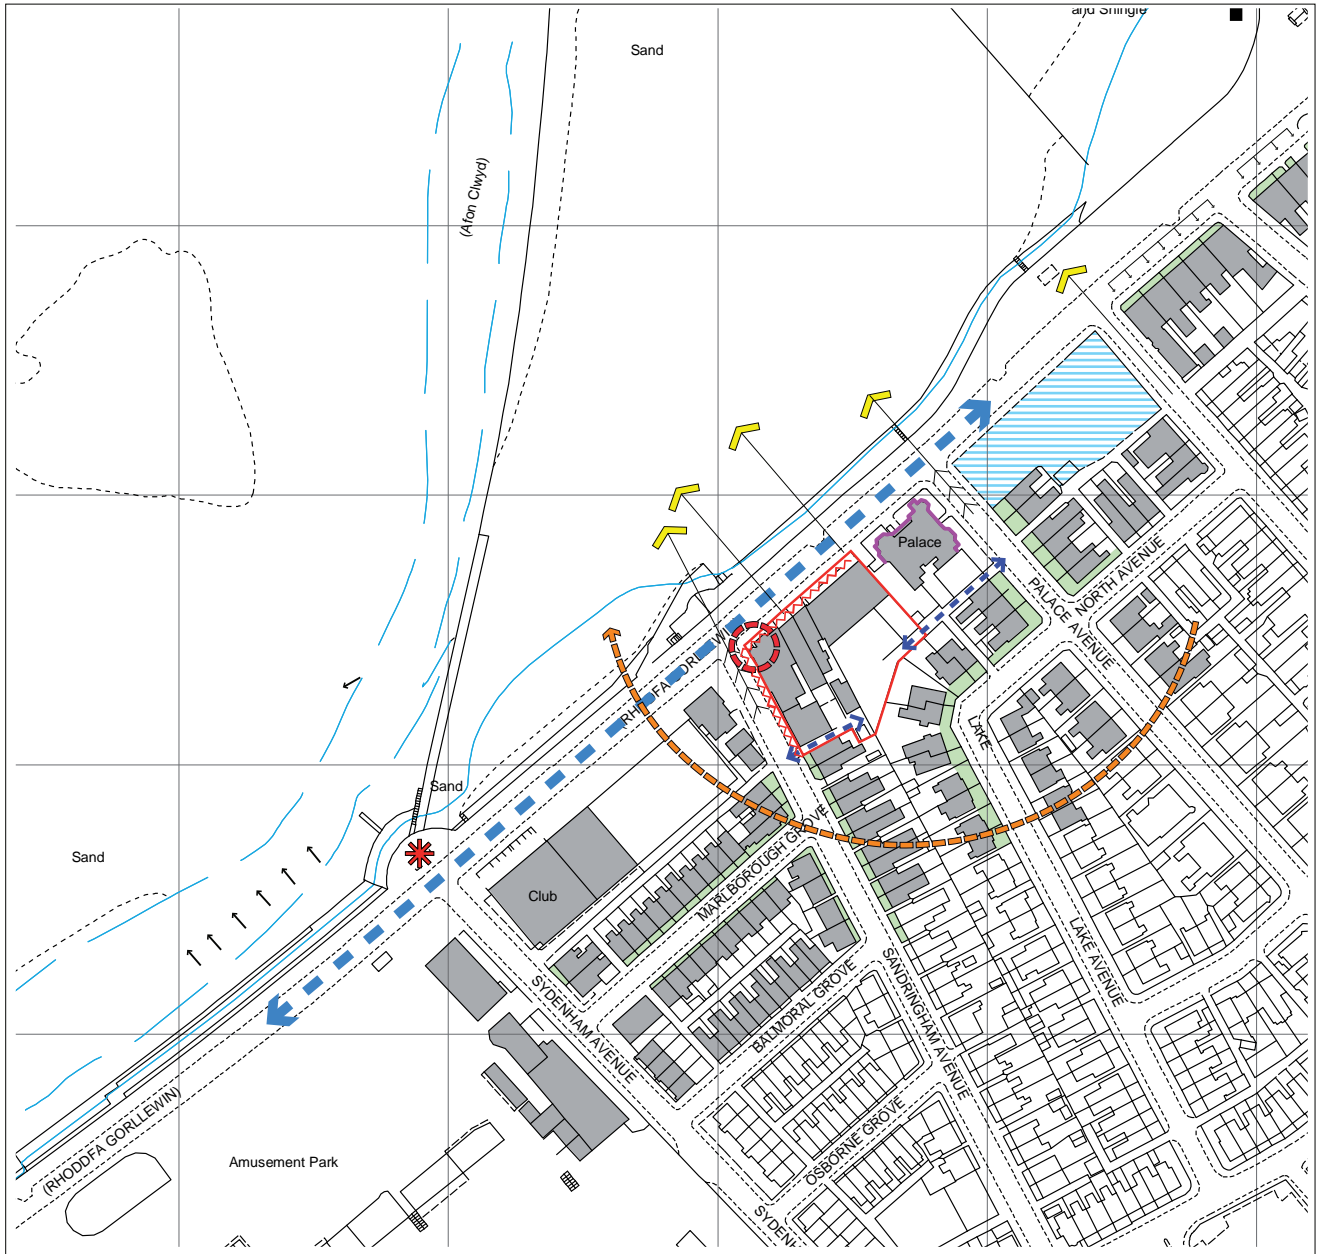 and Shingle
Sand
(Afon Clwyd)
Palace
NORTH AVENUE
PALACE AVENUE
LAKE
Sand
Sand
Club
MARLBOROUGH GROVE
SYDENHAM AVENUE
BALMORAL GROVE
SANDRINGHAM AVENUE
LAKE AVENUE
OSBORNE GROVE
(RHODDFA GORLLEWIN)
Amusement Park